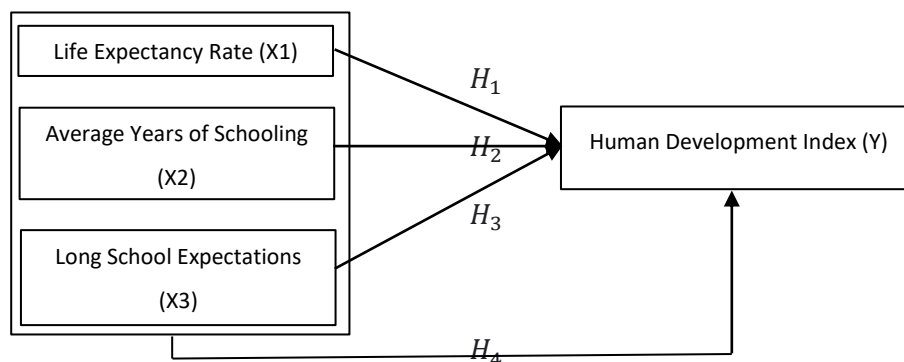 Life Expectancy Rate (X1)
H₁
Average Years of Schooling
(X2)
H₂
Human Development Index (Y)
H₃
Long School Expectations
(X3)
H₄